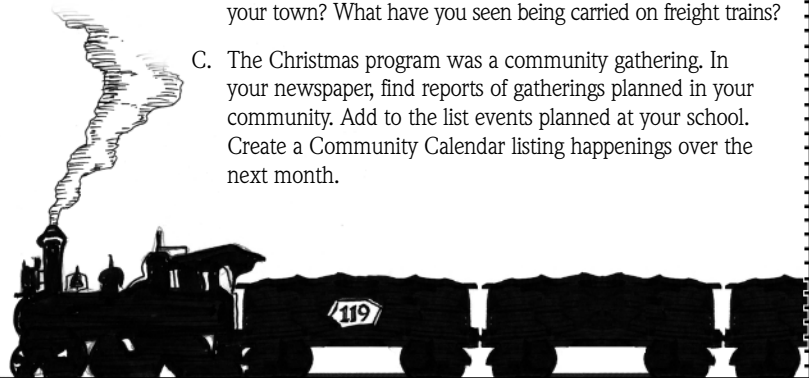 your town? What have you seen being carried on freight trains?
C. The Christmas program was a community gathering. In
your newspaper, find reports of gatherings planned in your
community. Add to the list events planned at your school.
Create a Community Calendar listing happenings over the
next month.
119